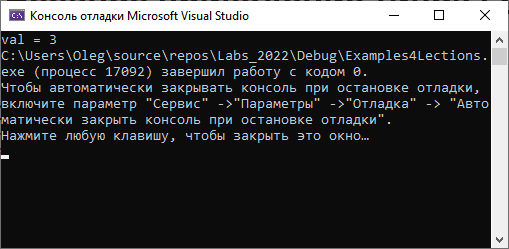 Консоль отладки Microsoft Visual Studio
val = 3
C:\Users\Oleg\source\repos\Labs_2022\Debug\Examples4Lections.
exe (процесс 17092) завершил работу с кодом 0.
Чтобы автоматически закрывать консоль при остановке отладки,
включите параметр "Сервис" ->"Параметры" ->"Отладка" -> "Авто
матически закрыть консоль при остановке отладки".
Нажмите любую клавишу, чтобы закрыть это окно…